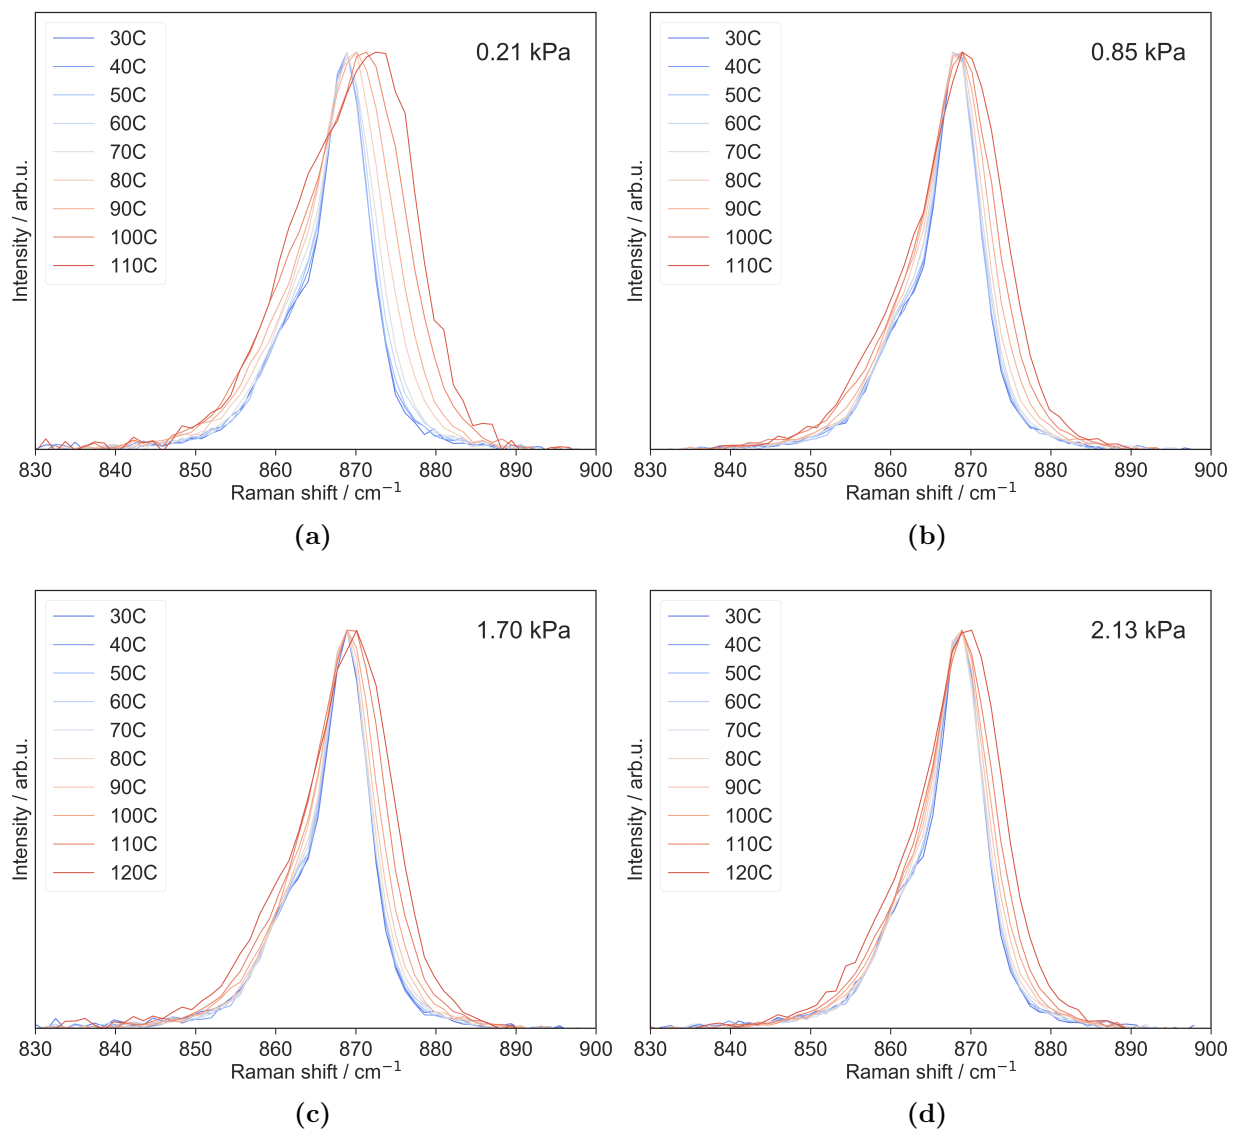 30C
40C
50C
60C
70C
80C
90C
100C
110C
0.21 kPa
Intensity / arb.u.
830 840 850 860 870 880 890 900
Raman shift / cm⁻¹
(a)
30C
40C
50C
60C
70C
80C
90C
100C
110C
0.85 kPa
Intensity / arb.u.
830 840 850 860 870 880 890 900
Raman shift / cm⁻¹
(b)
30C
40C
50C
60C
70C
80C
90C
100C
110C
120C
1.70 kPa
Intensity / arb.u.
830 840 850 860 870 880 890 900
Raman shift / cm⁻¹
(c)
30C
40C
50C
60C
70C
80C
90C
100C
110C
120C
2.13 kPa
Intensity / arb.u.
830 840 850 860 870 880 890 900
Raman shift / cm⁻¹
(d)